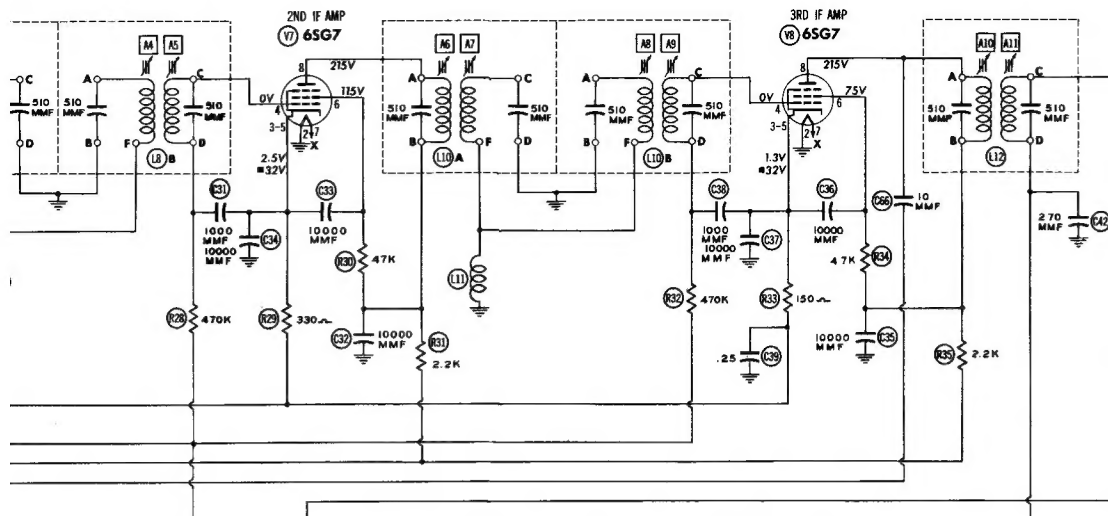 2ND IF AMP
V7 6SG7
3RD IF AMP
V8 6SG7
A4 A5
A6 A7
A8 A9
A10 A11
8 215V
8 215V
C
A
C
A
C
A
C
A
C
115V
75V
0V
4
6
0V
4
6
510 MMF
510 MMF
510 MMF
510 MMF
510 MMF
510 MMF
510 MMF
510 MMF
510 MMF
3-5
2
7
X
3-5
2
7
X
D
B
F
D
B
F
D
B
F
D
B
D
L8 B
L10 A
L10 B
L12
2.5V
■32V
1.3V
■32V
C31
C33
C38
C36
C66
10 MMF
C42
270 MMF
1000 MMF
10000 MMF
C34
10000 MMF
1000 MMF
10000 MMF
C37
10000 MMF
R30
47K
L11
R34
47K
R28
470K
R29
330Ω
C32
10000 MMF
R31
2.2K
R32
470K
R33
150Ω
.25
C39
10000 MMF
C35
R35
2.2K